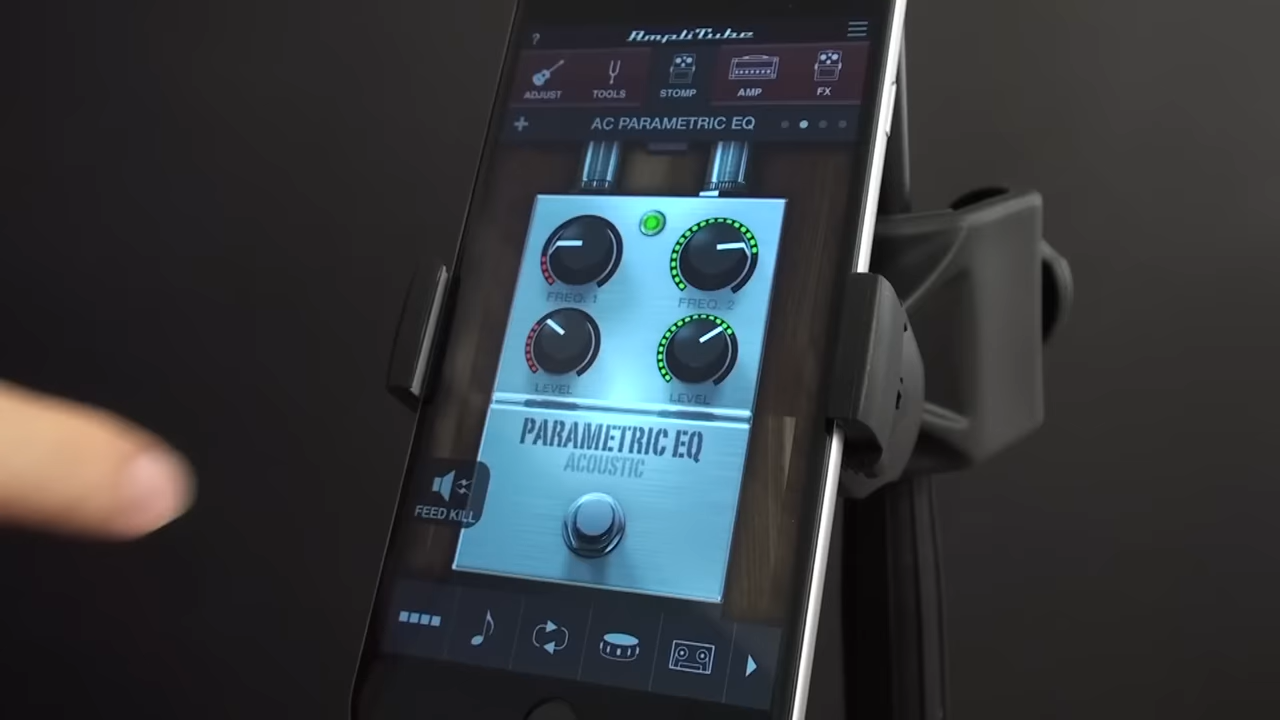 ?
AmpliTube
ADJUST TOOLS STOMP AMP FX
+ AC PARAMETRIC EQ
FREQ. 1 FREQ. 2
LEVEL LEVEL
PARAMETRIC EQ
ACOUSTIC
FEED KILL